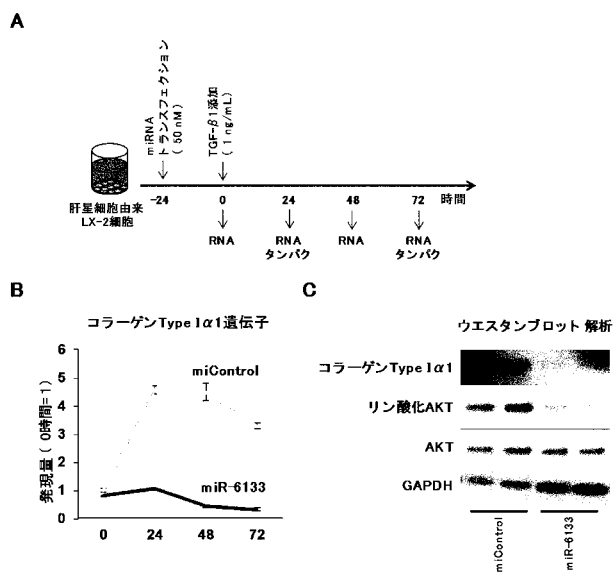 A
miRNA
トランスフェクション
( 50 nM )
TGF-β1添加
( 1 ng/mL )
肝星細胞由来
LX-2細胞
-24
0
24
48
72
時間
RNA
RNA
タンパク
RNA
RNA
タンパク
B
コラーゲンType Iα1遺伝子
発現量 ( 0時間=1 )
6
5
4
3
2
1
0
miControl
miR-6133
0
24
48
72
C
ウエスタンブロット 解析
コラーゲンType Iα1
リン酸化AKT
AKT
GAPDH
miControl
miR-6133